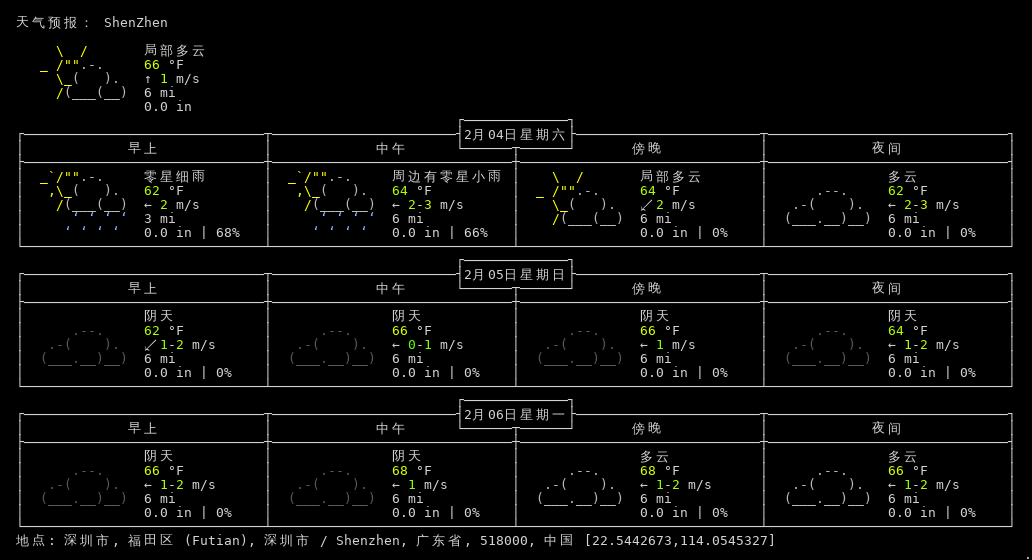 天气预报： ShenZhen
局部多云
66 °F
↑ 1 m/s
6 mi
0.0 in
2月04日星期六
早上 中午 傍晚 夜间
零星细雨 周边有零星小雨 局部多云 多云
62 °F 64 °F 64 °F 62 °F
← 2 m/s ← 2-3 m/s ↙ 2 m/s ← 2-3 m/s
3 mi 6 mi 6 mi 6 mi
0.0 in | 68% 0.0 in | 66% 0.0 in | 0% 0.0 in | 0%
2月05日星期日
早上 中午 傍晚 夜间
阴天 阴天 阴天 阴天
62 °F 66 °F 66 °F 64 °F
↙ 1-2 m/s ← 0-1 m/s ← 1 m/s ← 1-2 m/s
6 mi 6 mi 6 mi 6 mi
0.0 in | 0% 0.0 in | 0% 0.0 in | 0% 0.0 in | 0%
2月06日星期一
早上 中午 傍晚 夜间
阴天 阴天 多云 多云
66 °F 68 °F 68 °F 66 °F
← 1-2 m/s ← 1 m/s ← 1-2 m/s ← 1-2 m/s
6 mi 6 mi 6 mi 6 mi
0.0 in | 0% 0.0 in | 0% 0.0 in | 0% 0.0 in | 0%
地点: 深圳市, 福田区 (Futian), 深圳市 / Shenzhen, 广东省, 518000, 中国 [22.5442673,114.0545327]